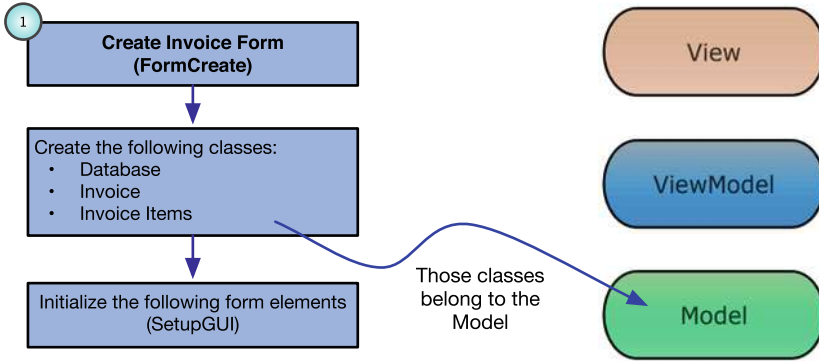 1
Create Invoice Form
(FormCreate)
Create the following classes:
• Database
• Invoice
• Invoice Items
Initialize the following form elements
(SetupGUI)
Those classes
belong to the
Model
View
ViewModel
Model